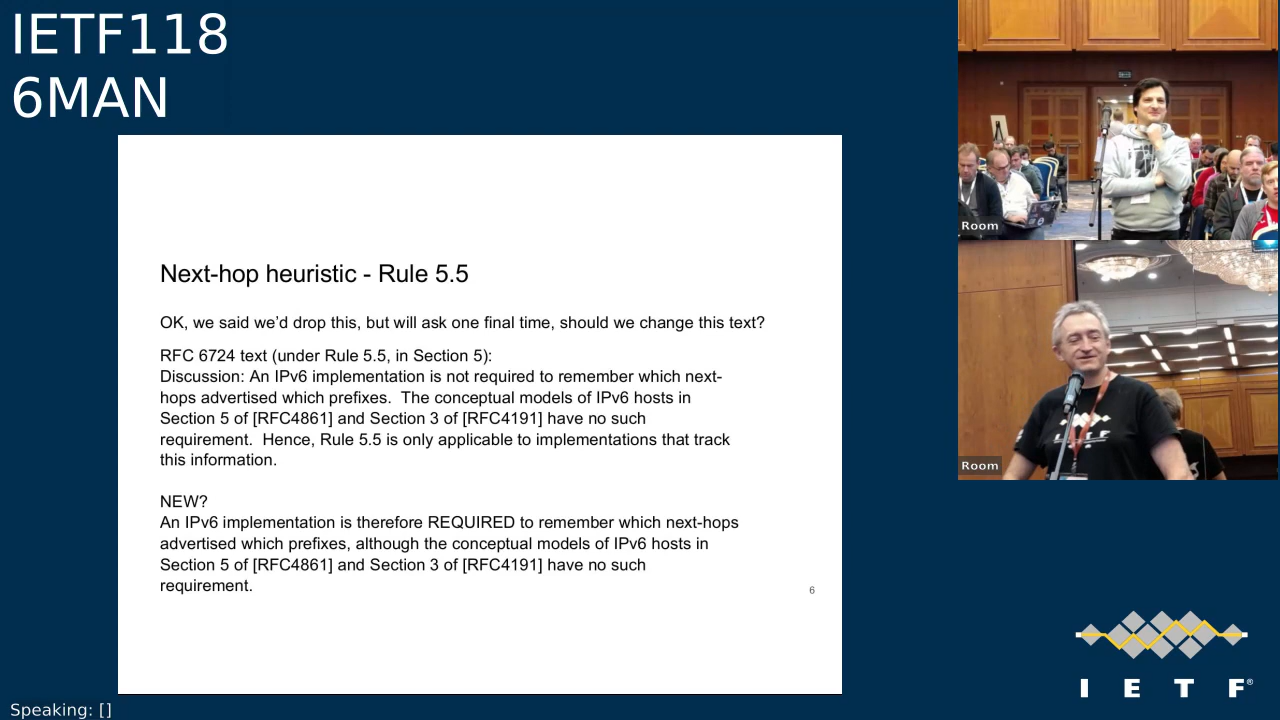 IETF118
6MAN
Next-hop heuristic - Rule 5.5
OK, we said we’d drop this, but will ask one final time, should we change this text?
RFC 6724 text (under Rule 5.5, in Section 5):
Discussion: An IPv6 implementation is not required to remember which next-
hops advertised which prefixes.  The conceptual models of IPv6 hosts in
Section 5 of [RFC4861] and Section 3 of [RFC4191] have no such
requirement.  Hence, Rule 5.5 is only applicable to implementations that track
this information.
NEW?
An IPv6 implementation is therefore REQUIRED to remember which next-hops
advertised which prefixes, although the conceptual models of IPv6 hosts in
Section 5 of [RFC4861] and Section 3 of [RFC4191] have no such
requirement.
6
Room
Room
IETF
I E T F®
Speaking: []